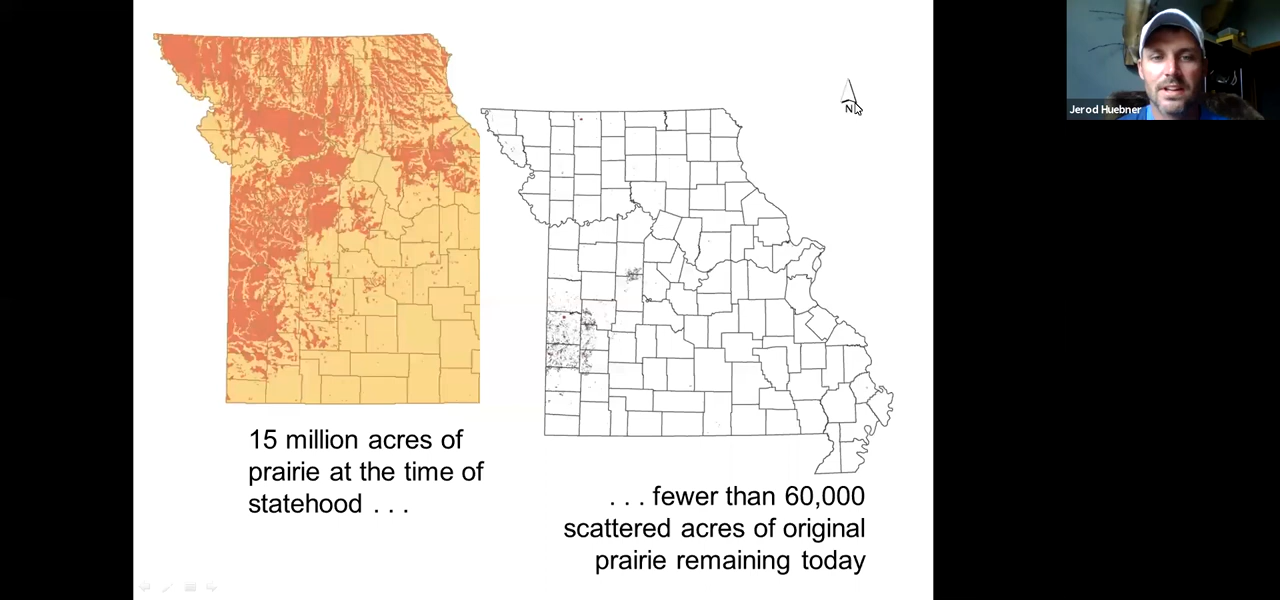 N
Jerod Huebner
15 million acres of
prairie at the time of
statehood . . .
. . . fewer than 60,000
scattered acres of original
prairie remaining today